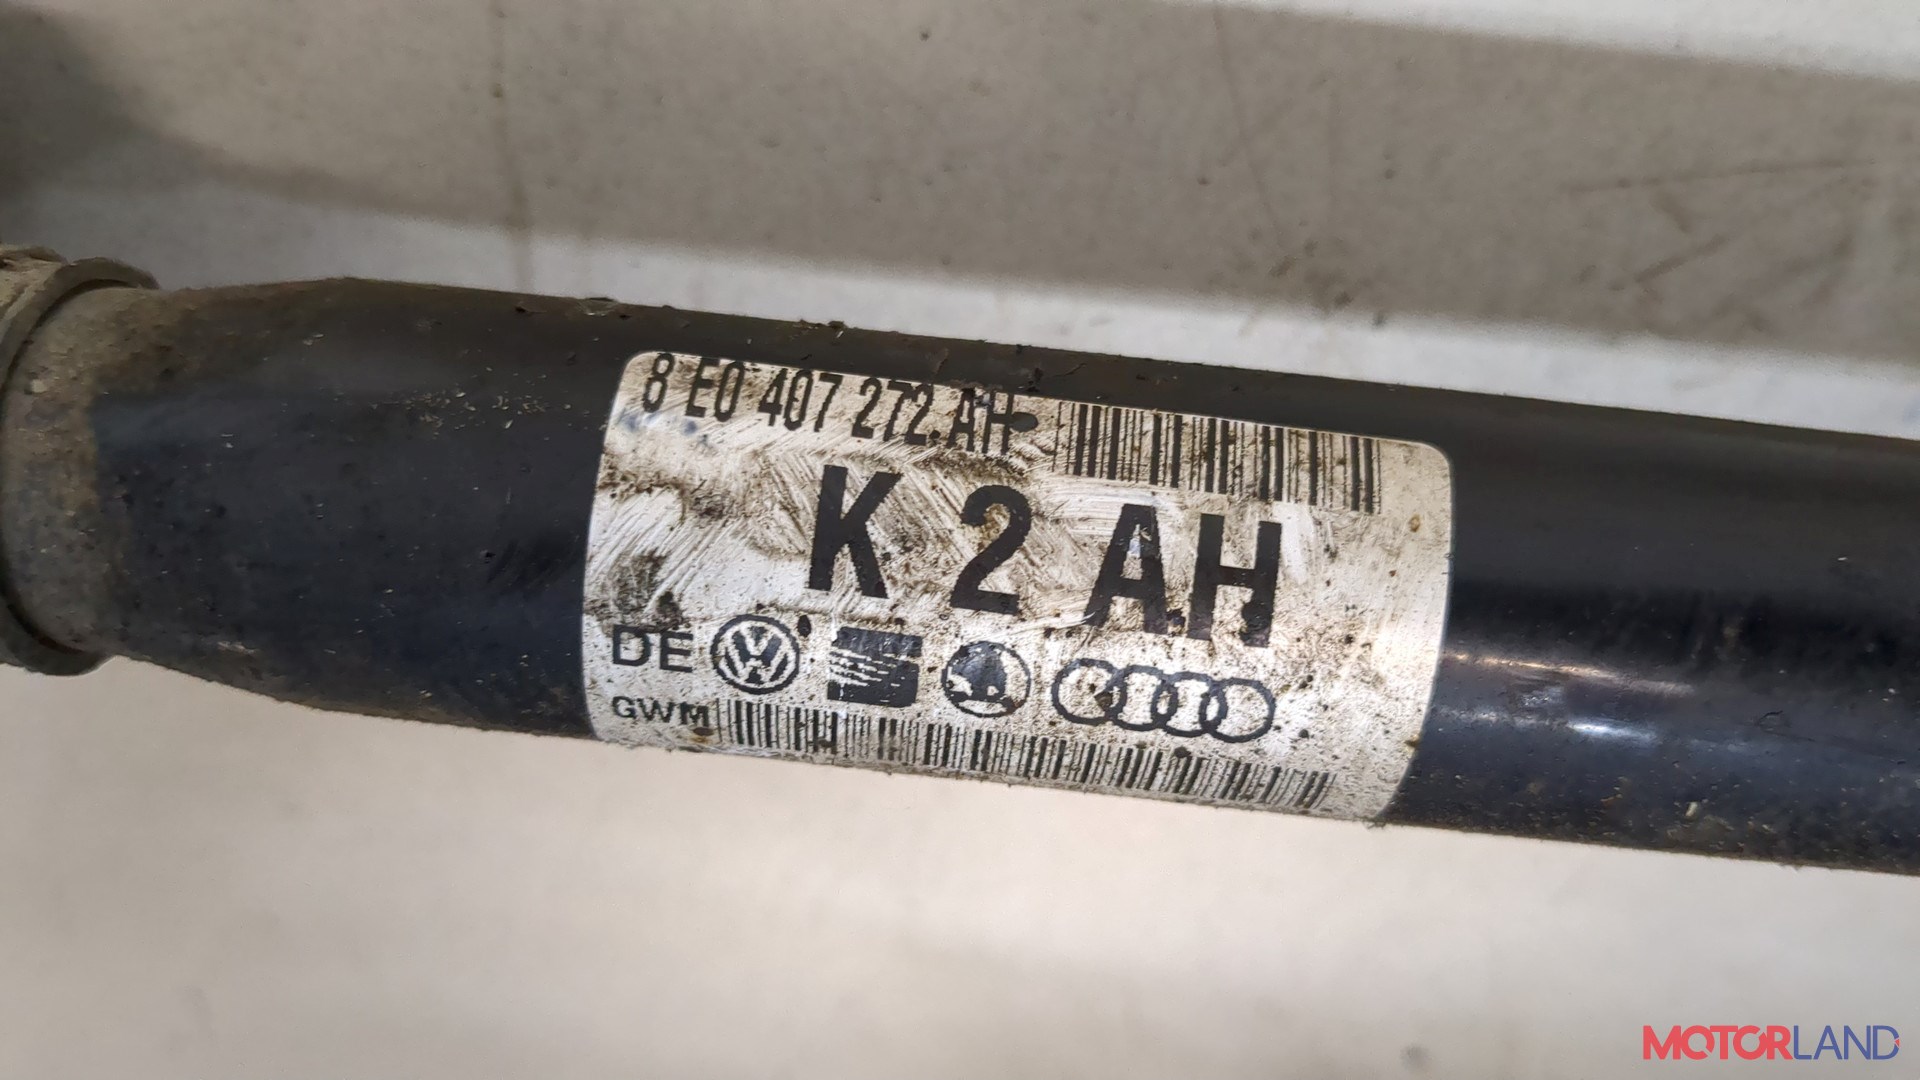 8 E0 407 272 AH
K 2 AH
DE
GWM
MOTORLAND